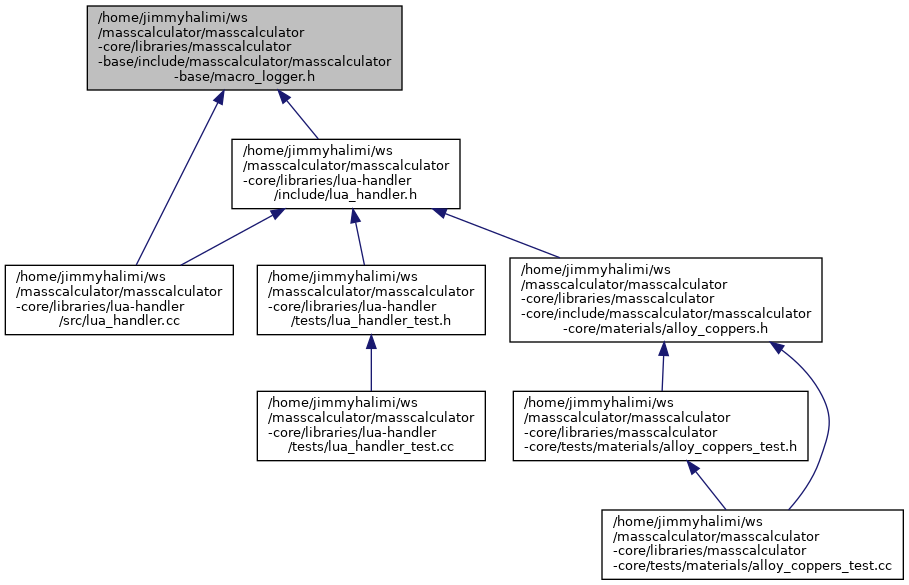 /home/jimmyhalimi/ws
/masscalculator/masscalculator
-core/libraries/masscalculator
-base/include/masscalculator/masscalculator
-base/macro_logger.h
/home/jimmyhalimi/ws
/masscalculator/masscalculator
-core/libraries/lua-handler
/include/lua_handler.h
/home/jimmyhalimi/ws
/masscalculator/masscalculator
-core/libraries/lua-handler
/src/lua_handler.cc
/home/jimmyhalimi/ws
/masscalculator/masscalculator
-core/libraries/lua-handler
/tests/lua_handler_test.h
/home/jimmyhalimi/ws
/masscalculator/masscalculator
-core/libraries/masscalculator
-core/include/masscalculator/masscalculator
-core/materials/alloy_coppers.h
/home/jimmyhalimi/ws
/masscalculator/masscalculator
-core/libraries/lua-handler
/tests/lua_handler_test.cc
/home/jimmyhalimi/ws
/masscalculator/masscalculator
-core/libraries/masscalculator
-core/tests/materials/alloy_coppers_test.h
/home/jimmyhalimi/ws
/masscalculator/masscalculator
-core/libraries/masscalculator
-core/tests/materials/alloy_coppers_test.cc